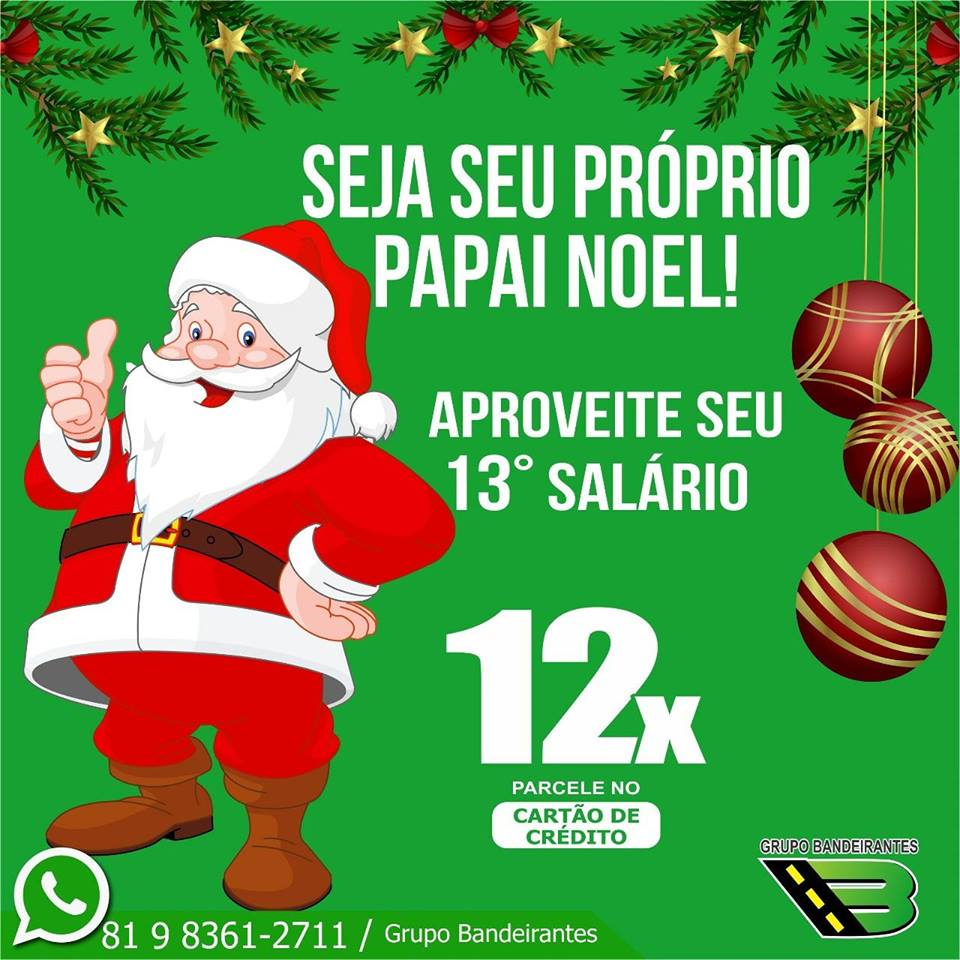 SEJA SEU PRÓPRIO
PAPAI NOEL!
APROVEITE SEU
13° SALÁRIO
12x
PARCELE NO
CARTÃO DE
CRÉDITO
GRUPO BANDEIRANTES
B
81 9 8361-2711 / Grupo Bandeirantes